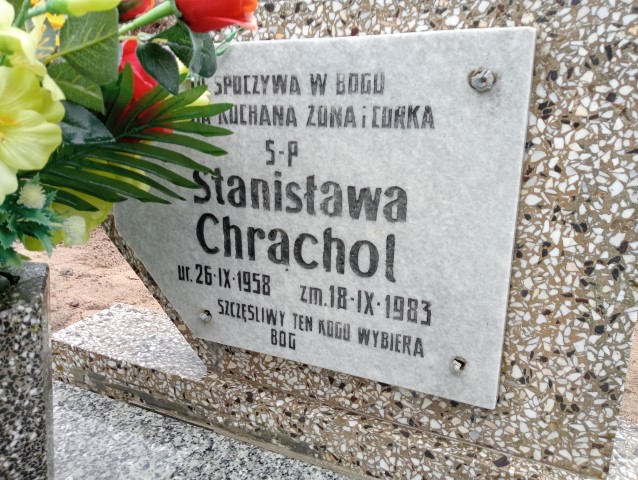 SPOCZYWA W BOGU
KOCHANA ŻONA i CÓRKA
Ś-P
Stanisława
Chrachol
ur. 26-IX-1958 zm. 18-IX-1983
SZCZĘŚLIWY TEN KOGO WYBIERA
BÓG